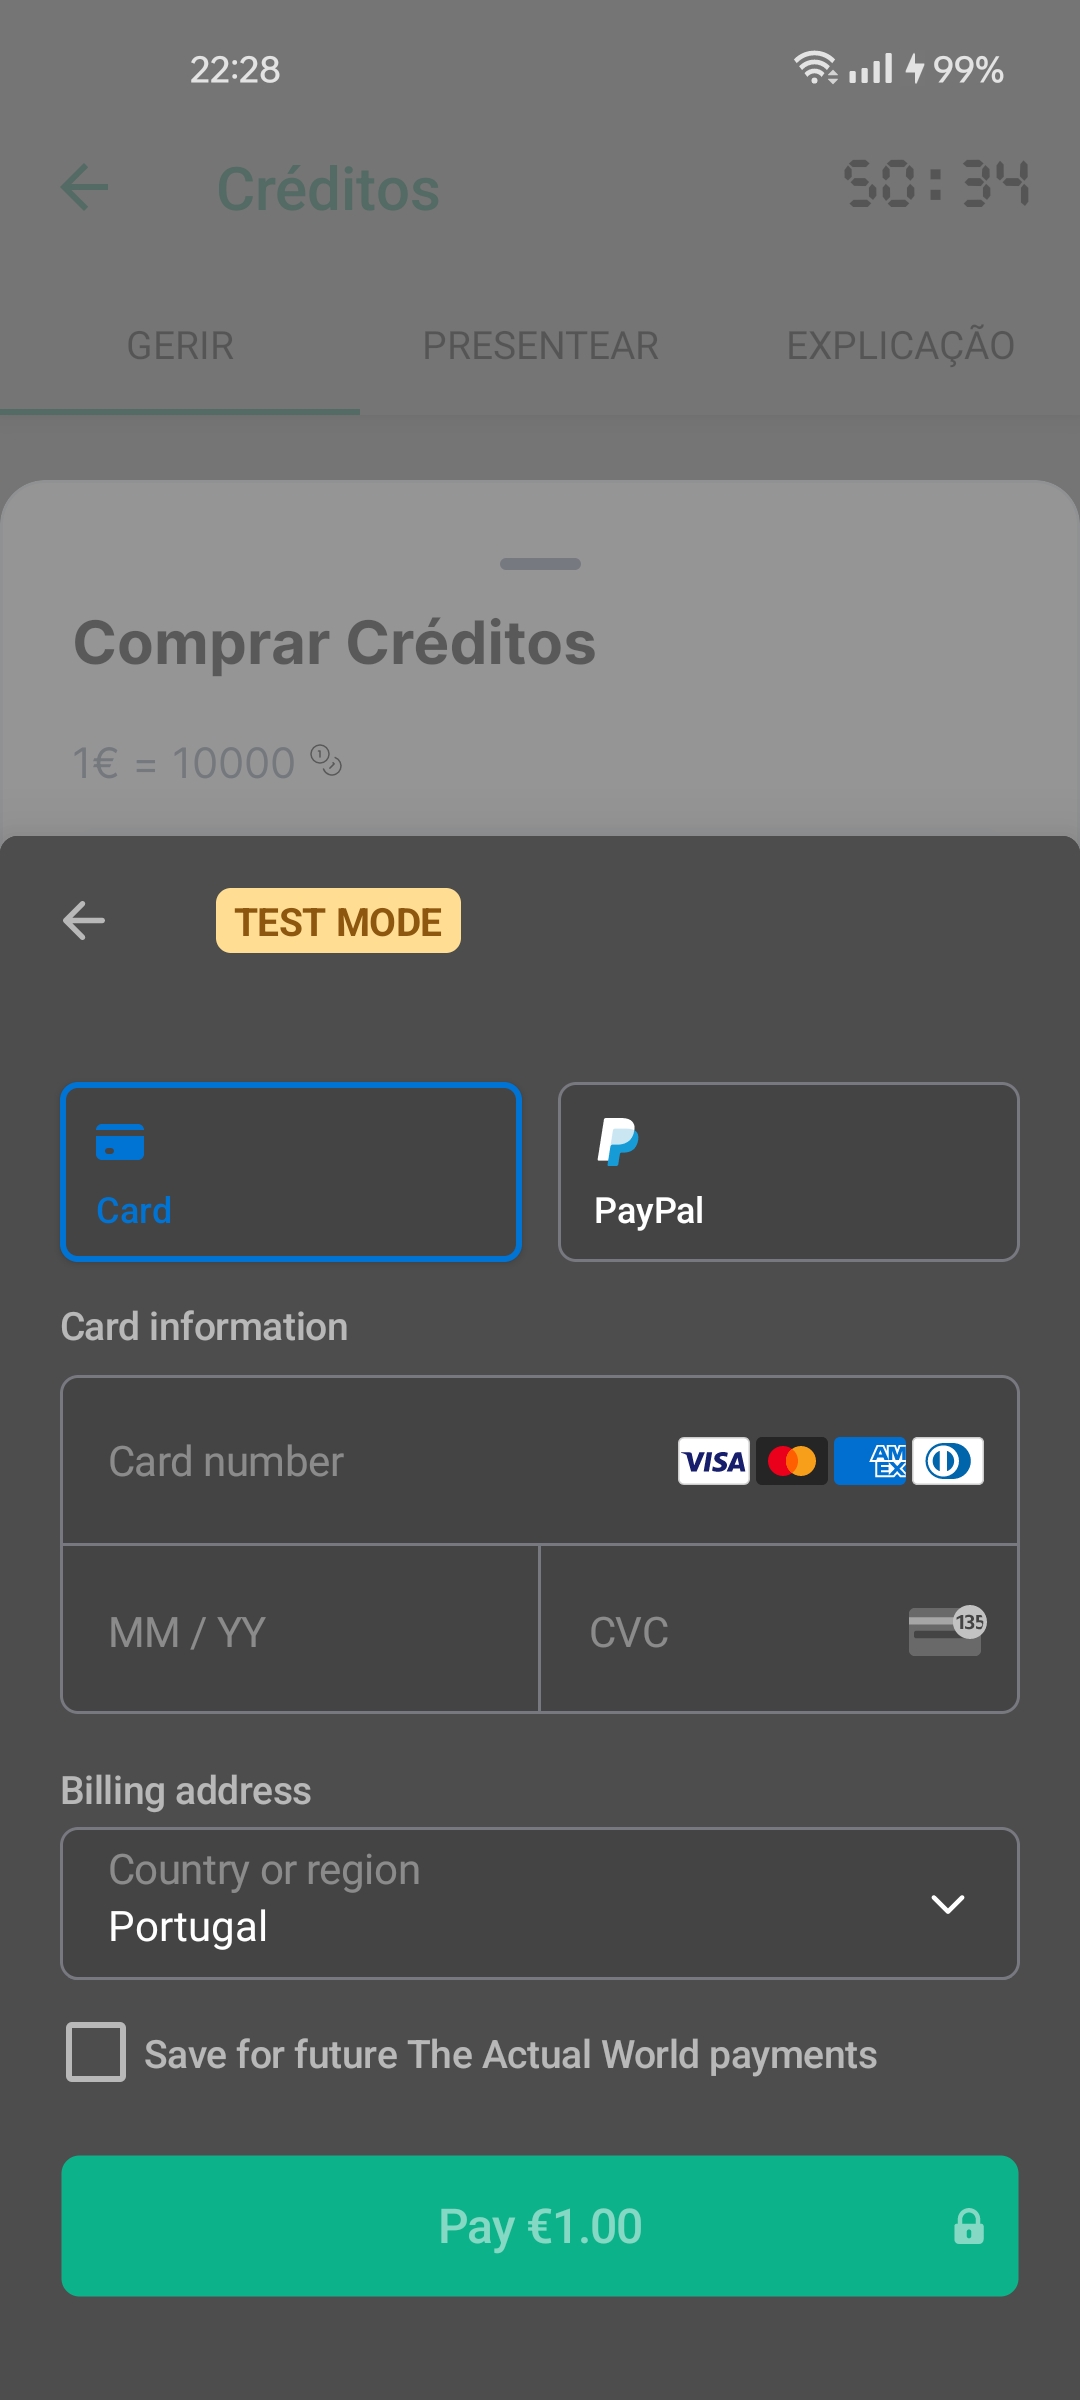 22:28
99%
Créditos
50:34
GERIR
PRESENTEAR
EXPLICAÇÃO
Comprar Créditos
1€ = 10000
TEST MODE
Card
PayPal
Card information
Card number
VISA
AM
EX
MM / YY
CVC
135
Billing address
Country or region
Portugal
Save for future The Actual World payments
Pay €1.00